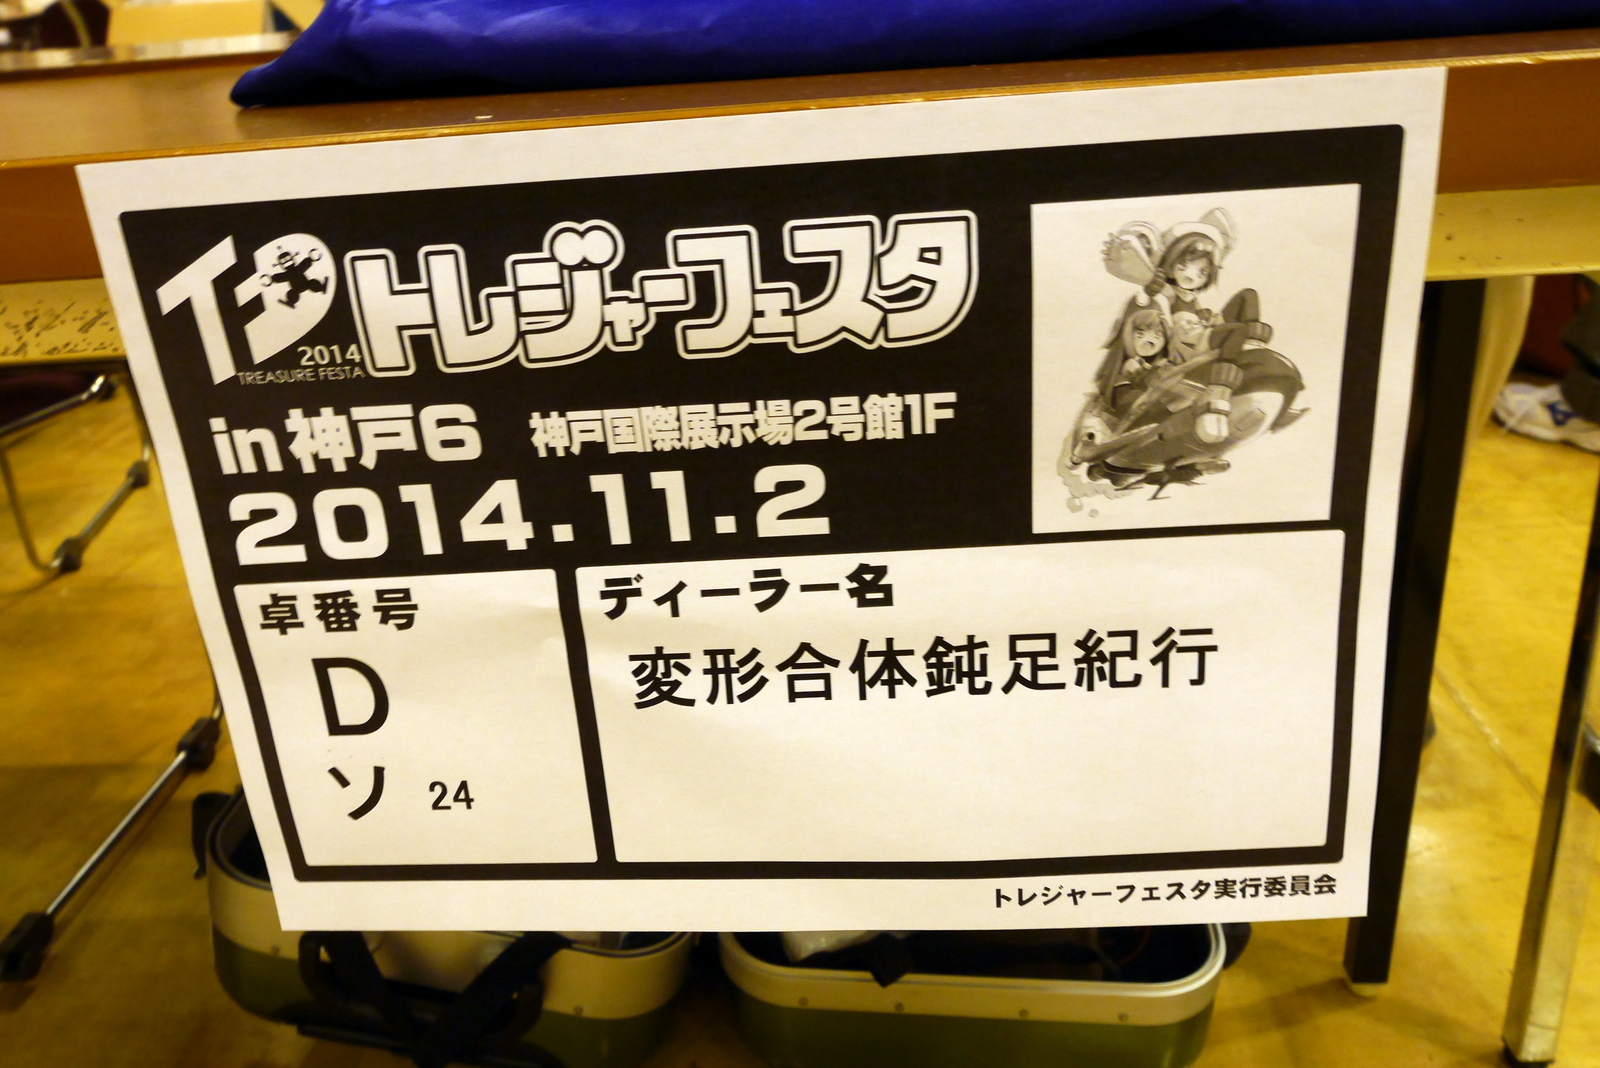 トレジャーフェスタ
2014
TREASURE FESTA
in神戸6 神戸国際展示場2号館1F
2014.11.2
卓番号
D
ソ 24
ディーラー名
変形合体鈍足紀行
トレジャーフェスタ実行委員会